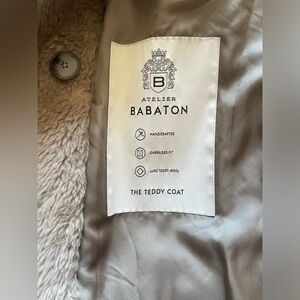 B
ATELIER
BABATON
HANDCRAFTED
OVERSIZED FIT
LUXE TEDDY WOOL
THE TEDDY COAT